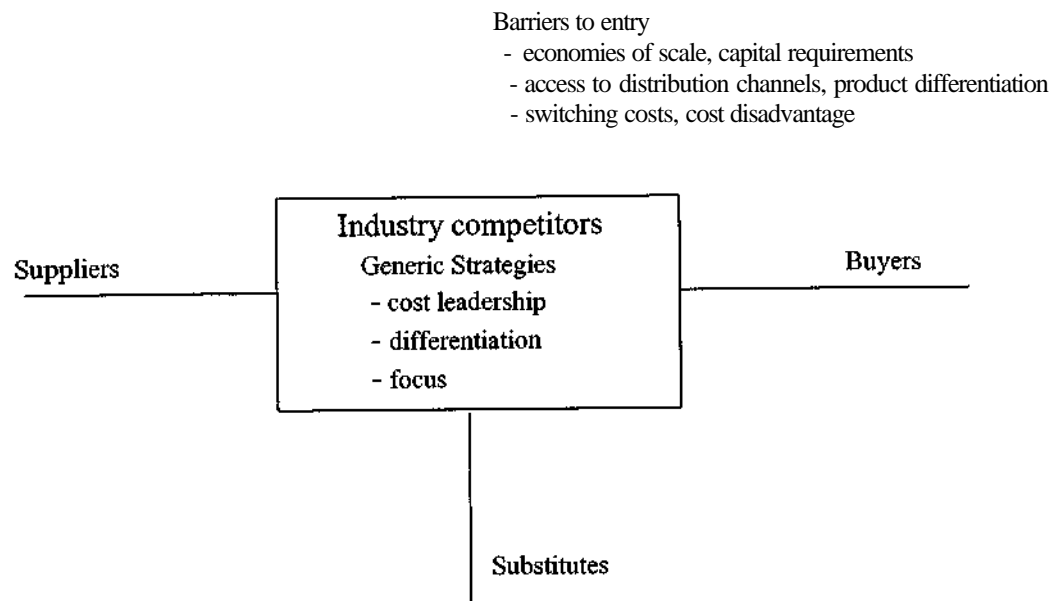 Barriers to entry
- economies of scale, capital requirements
- access to distribution channels, product differentiation
- switching costs, cost disadvantage
Industry competitors
Generic Strategies
Suppliers
Buyers
- cost leadership
- differentiation
- focus
Substitutes